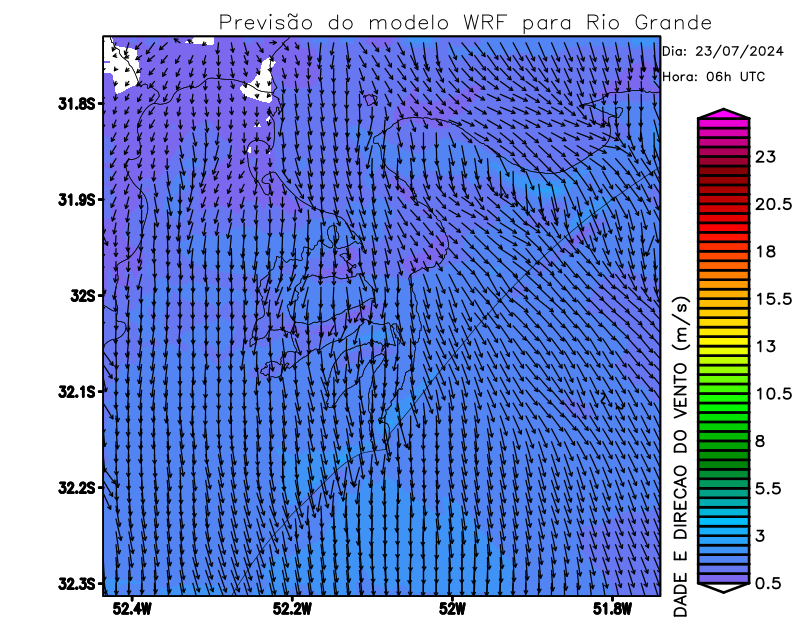 Previsão do modelo WRF para Rio Grande
Dia: 23/07/2024
Hora: 06h UTC
31.8S
31.9S
32S
32.1S
32.2S
32.3S
52.4W
52.2W
52W
51.8W
DADE E DIRECAO DO VENTO (m/s)
23
20.5
18
15.5
13
10.5
8
5.5
3
0.5